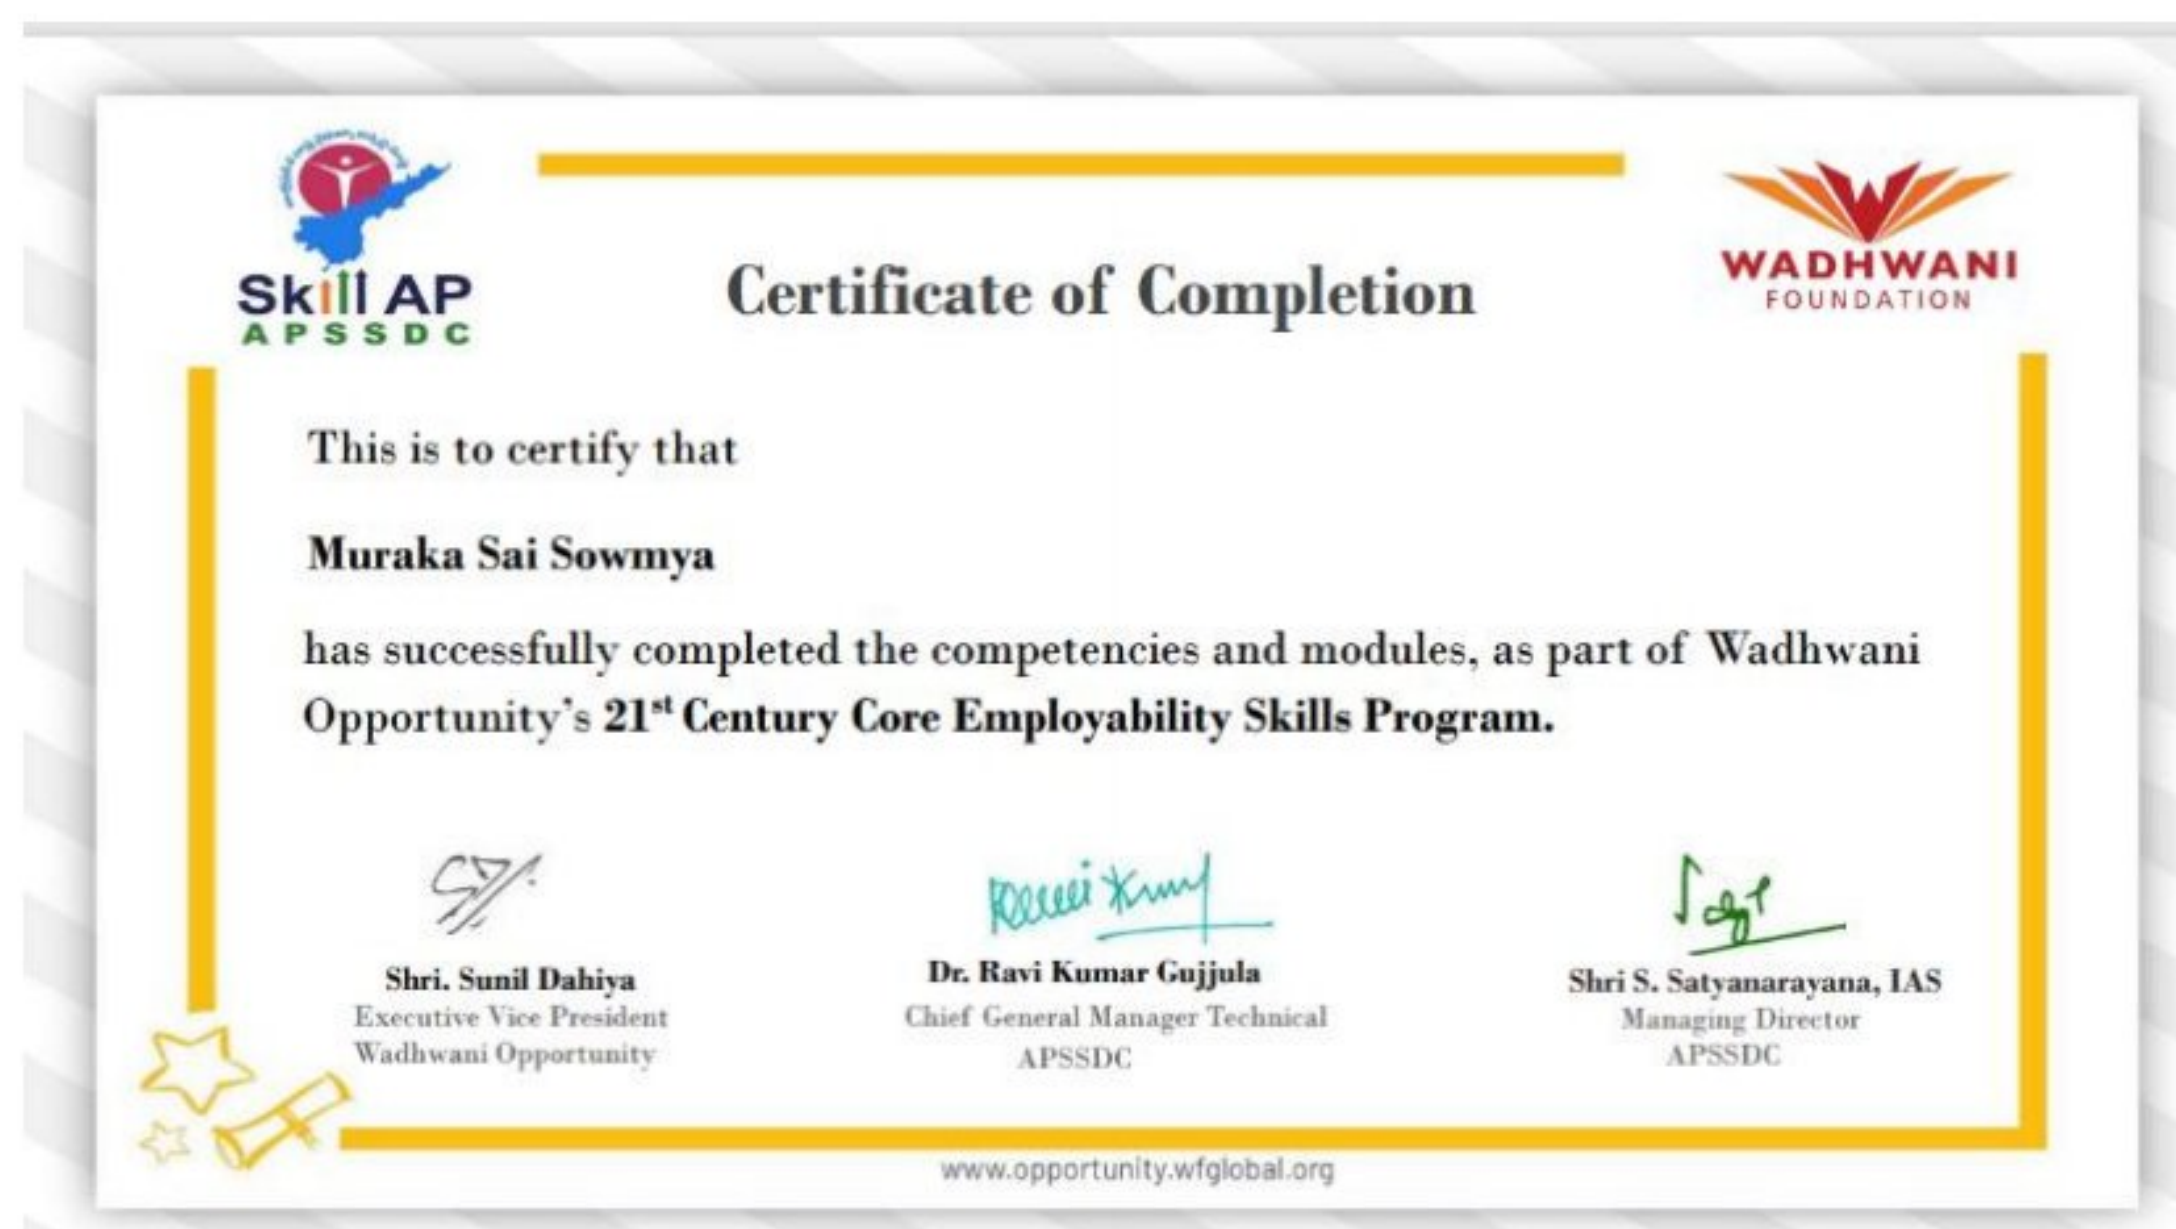 Skill AP
APSSDC
WADHWANI
FOUNDATION
Certificate of Completion
This is to certify that
Muraka Sai Sowmya
has successfully completed the competencies and modules, as part of Wadhwani
Opportunity's 21st Century Core Employability Skills Program.
Shri. Sunil Dahiya
Executive Vice President
Wadhwani Opportunity
Dr. Ravi Kumar Gujjula
Chief General Manager Technical
APSSDC
Shri S. Satyanarayana, IAS
Managing Director
APSSDC
www.opportunity.wfglobal.org